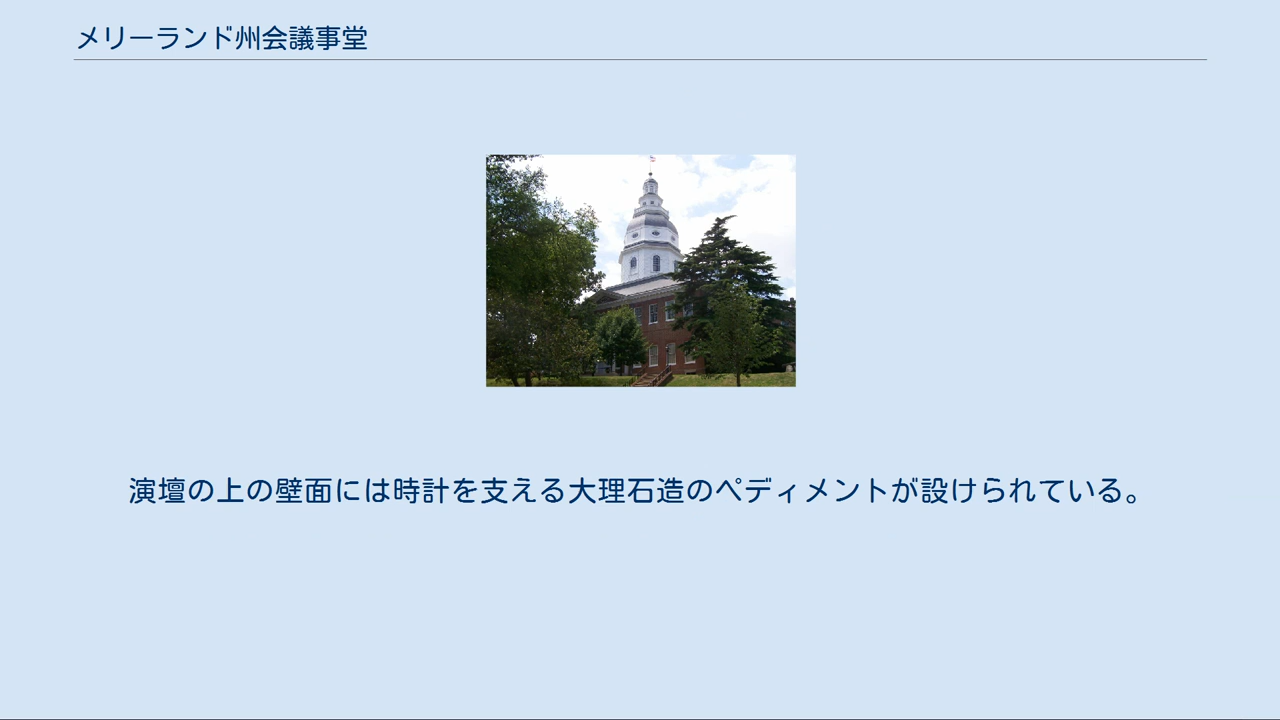 メリーランド州会議事堂
演壇の上の壁面には時計を支える大理石造のペディメントが設けられている。